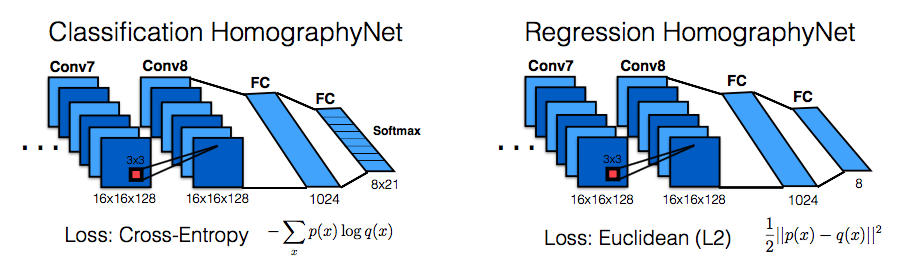 Classification HomographyNet
Conv7 Conv8 FC FC Softmax
... 3x3
16x16x128 16x16x128 1024 8x21
Loss: Cross-Entropy −∑ₓ p(x) log q(x)
Regression HomographyNet
Conv7 Conv8 FC FC
... 3x3
16x16x128 16x16x128 1024 8
Loss: Euclidean (L2) ½||p(x) − q(x)||²